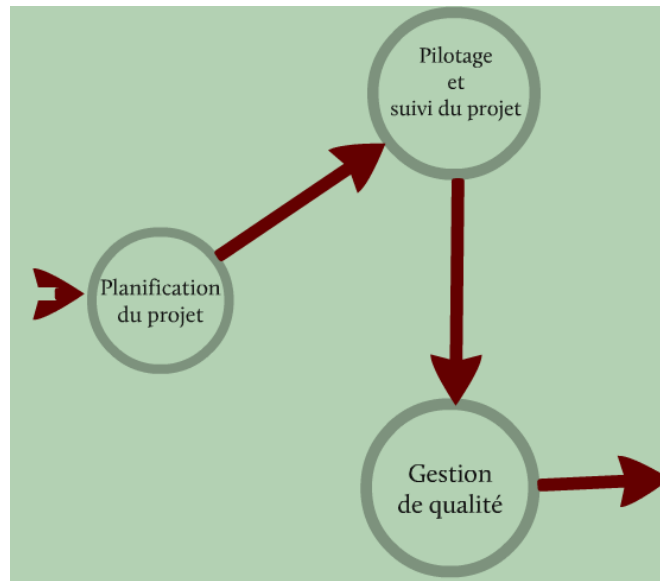 Pilotage
et
suivi du projet
Planification
du projet
Gestion
de qualité